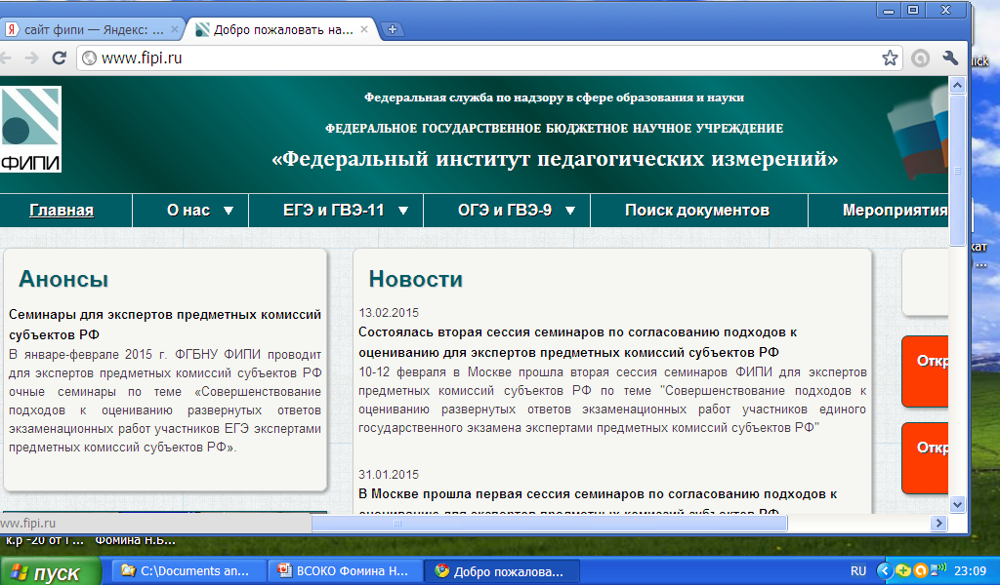 сайт фипи — Яндекс: ...
Добро пожаловать на...
www.fipi.ru
ФИПИ
Федеральная служба по надзору в сфере образования и науки
ФЕДЕРАЛЬНОЕ ГОСУДАРСТВЕННОЕ БЮДЖЕТНОЕ НАУЧНОЕ УЧРЕЖДЕНИЕ
«Федеральный институт педагогических измерений»
Главная
О нас
ЕГЭ и ГВЭ-11
ОГЭ и ГВЭ-9
Поиск документов
Мероприятия
Анонсы
Семинары для экспертов предметных комиссий
субъектов РФ
В январе-феврале 2015 г. ФГБНУ ФИПИ проводит
для экспертов предметных комиссий субъектов РФ
очные семинары по теме «Совершенствование
подходов к оцениванию развернутых ответов
экзаменационных работ участников ЕГЭ экспертами
предметных комиссий субъектов РФ».
Новости
13.02.2015
Состоялась вторая сессия семинаров по согласованию подходов к
оцениванию для экспертов предметных комиссий субъектов РФ
10-12 февраля в Москве прошла вторая сессия семинаров ФИПИ для экспертов
предметных комиссий субъектов РФ по теме "Совершенствование подходов к
оцениванию развернутых ответов экзаменационных работ участников единого
государственного экзамена экспертами предметных комиссий субъектов РФ"
31.01.2015
В Москве прошла первая сессия семинаров по согласованию подходов к
оцениванию для экспертов предметных комиссий субъектов РФ
Откр
Откр
ww.fipi.ru
к.р -20 от г ...
Фомина Н.Б...
пуск
C:\Documents an...
ВСОКО Фомина Н...
Добро пожалова...
RU
23:09